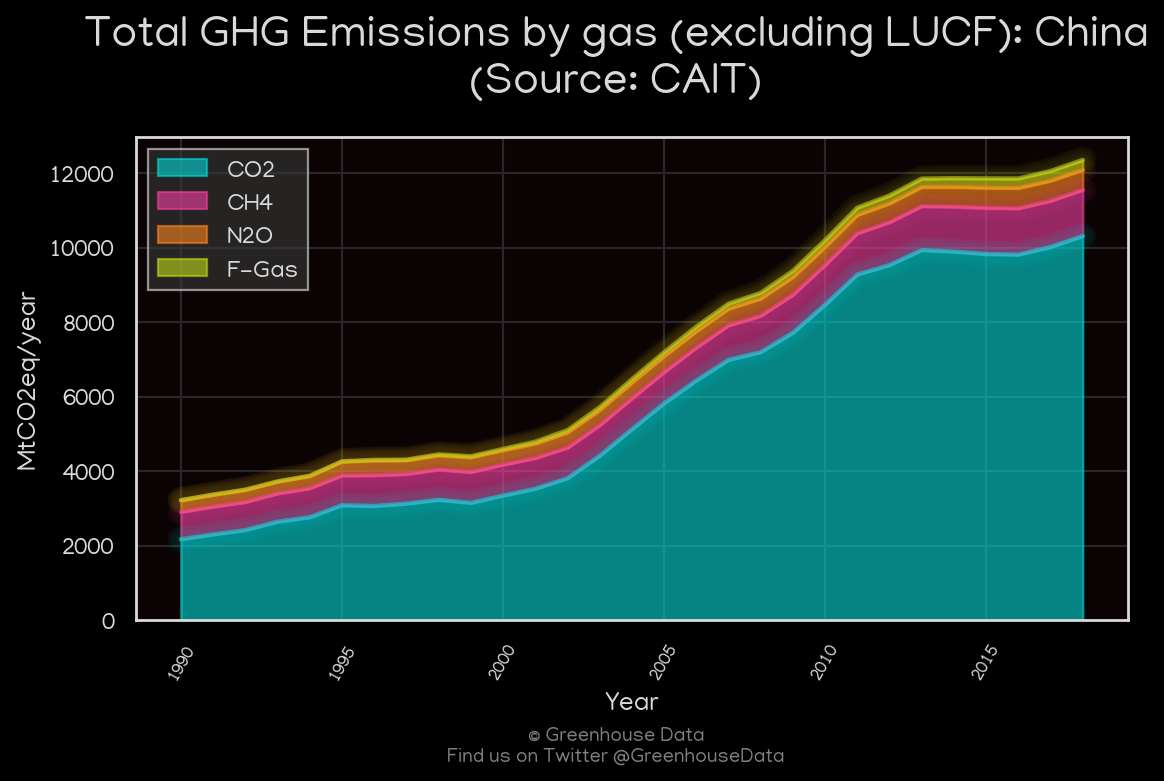 Total GHG Emissions by gas (excluding LUCF): China
(Source: CAIT)
CO2
CH4
N2O
F-Gas
MtCO2eq/year
12000
10000
8000
6000
4000
2000
0
1990
1995
2000
2005
2010
2015
Year
© Greenhouse Data
Find us on Twitter @GreenhouseData